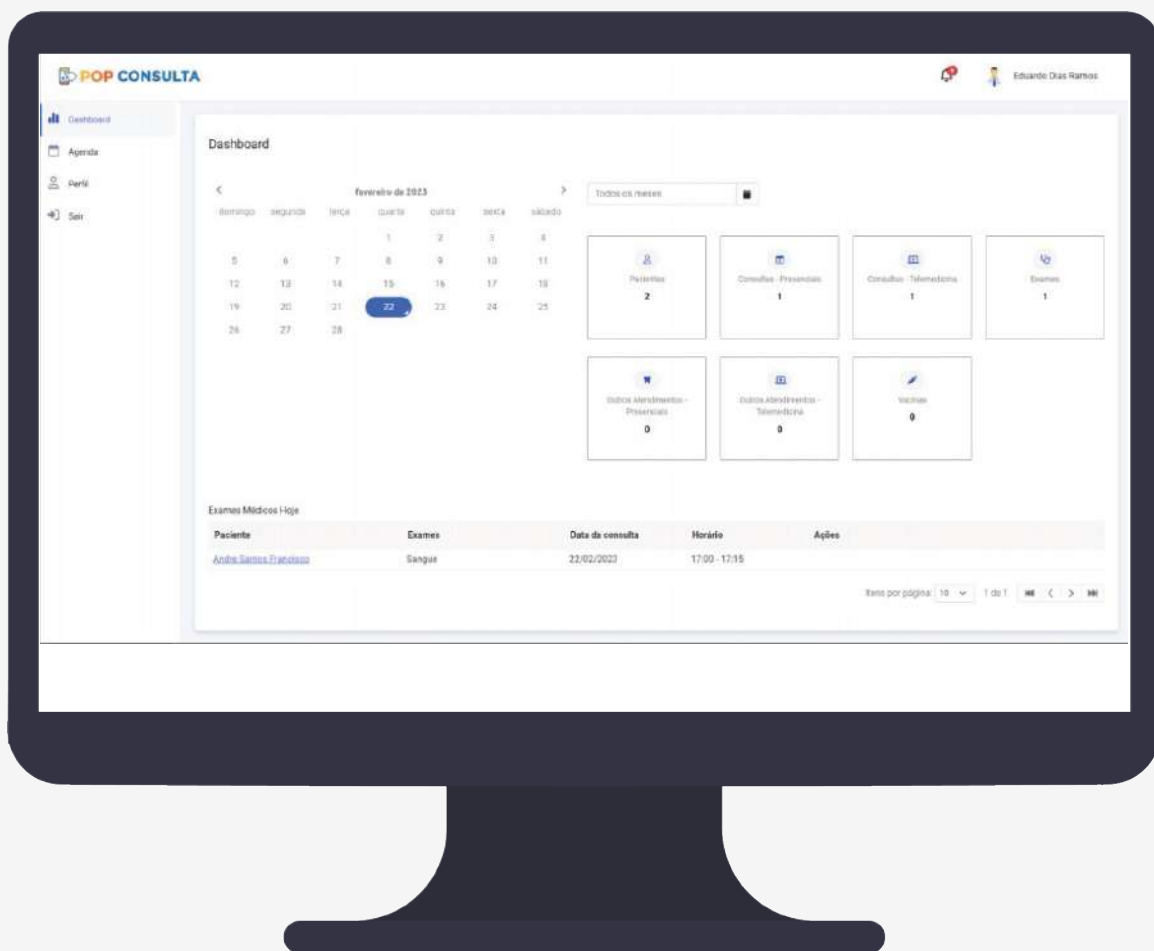 POP CONSULTA
Eduardo Dias Ramos
Dashboard
Agenda
Perfil
Sair
Dashboard
fevereiro de 2023
domingo segunda terça quarta quinta sexta sábado
1 2 3 4
5 6 7 8 9 10 11
12 13 14 15 16 17 18
19 20 21 22 23 24 25
26 27 28
Todos os meses
Pacientes
2
Consultas - Presenciais
1
Consultas - Telemedicina
1
Exames
1
Outros Atendimentos -
Presenciais
0
Outros Atendimentos -
Telemedicina
0
Vacinas
0
Exames Médicos Hoje
Paciente Exames Data da consulta Horário Ações
Andre Santos Francisco Sangue 22/02/2023 17:00 - 17:15
Itens por página: 10 1 de 1